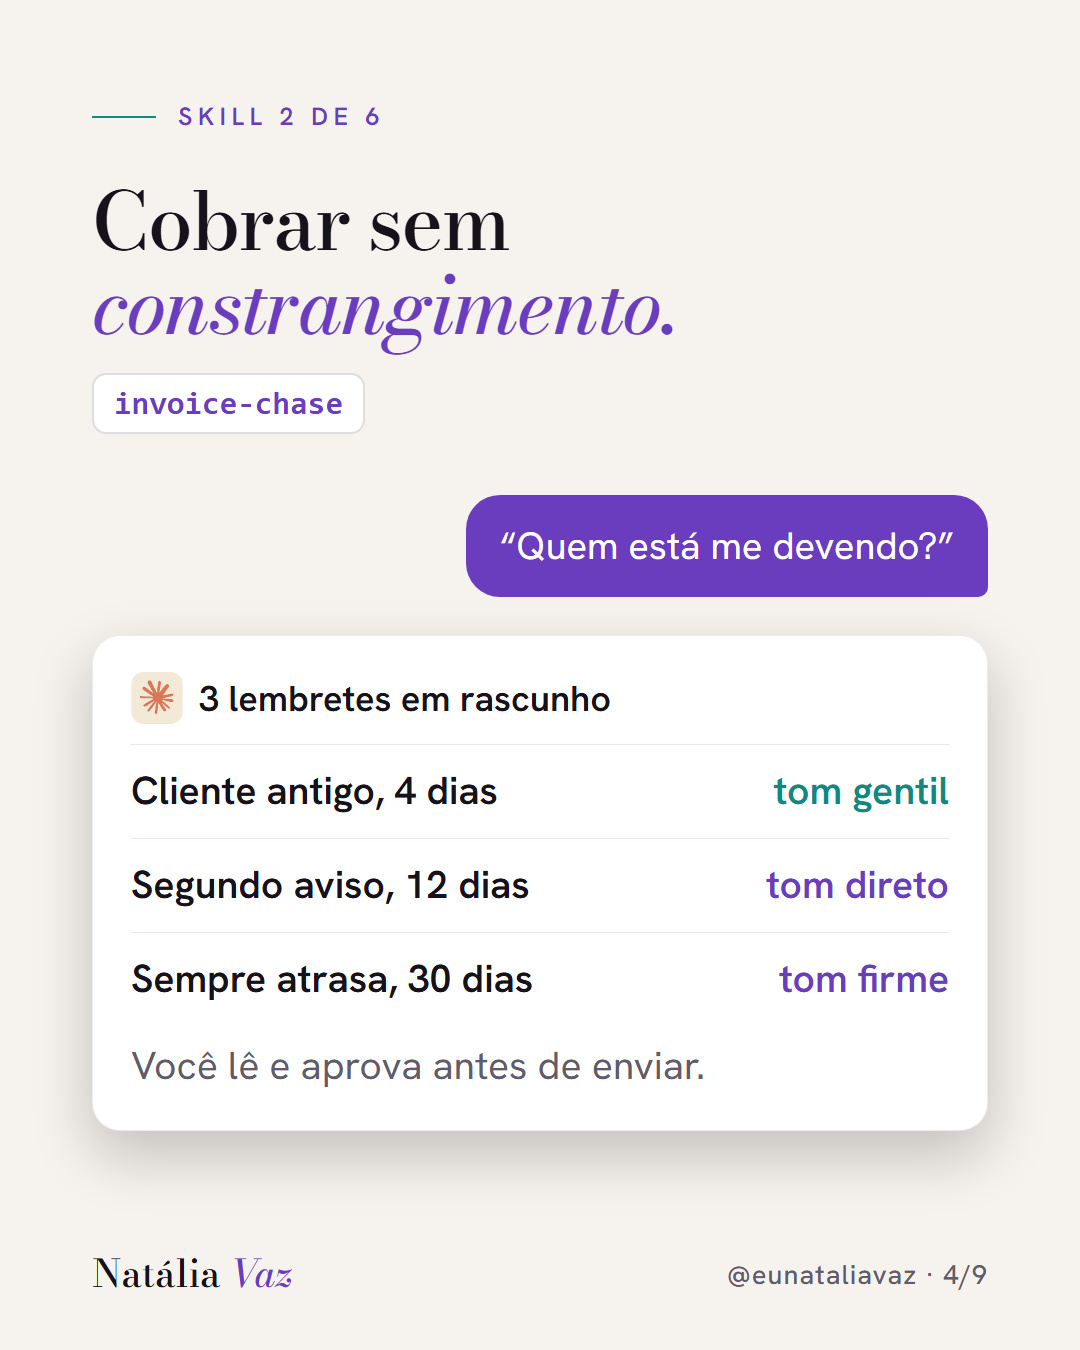 SKILL 2 DE 6
Cobrar sem
constrangimento.
invoice-chase
“Quem está me devendo?”
3 lembretes em rascunho
Cliente antigo, 4 dias
tom gentil
Segundo aviso, 12 dias
tom direto
Sempre atrasa, 30 dias
tom firme
Você lê e aprova antes de enviar.
Natália Vaz
@eunataliavaz · 4/9